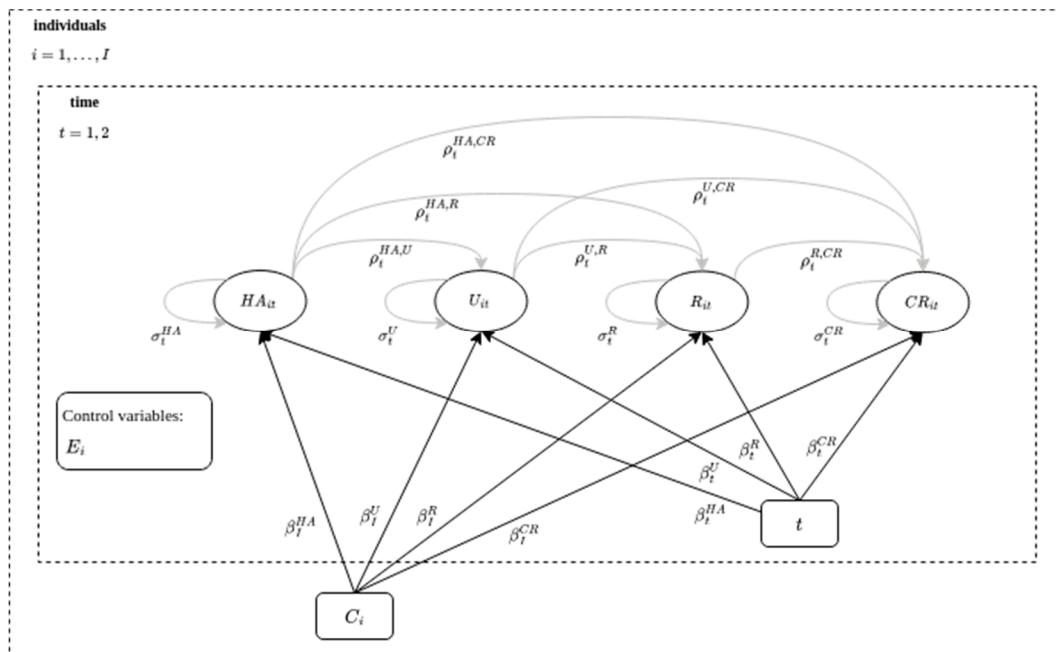 individuals
i = 1, . . . , I
time
t = 1, 2
ρ_t^{HA,CR}
ρ_t^{HA,R}
ρ_t^{U,CR}
ρ_t^{HA,U}
ρ_t^{U,R}
ρ_t^{R,CR}
HA_{it}
U_{it}
R_{it}
CR_{it}
σ_t^{HA}
σ_t^{U}
σ_t^{R}
σ_t^{CR}
Control variables:
E_i
β_t^{R}
β_t^{CR}
β_t^{U}
β_t^{HA}
β_I^{HA}
β_I^{U}
β_I^{R}
β_I^{CR}
t
C_i